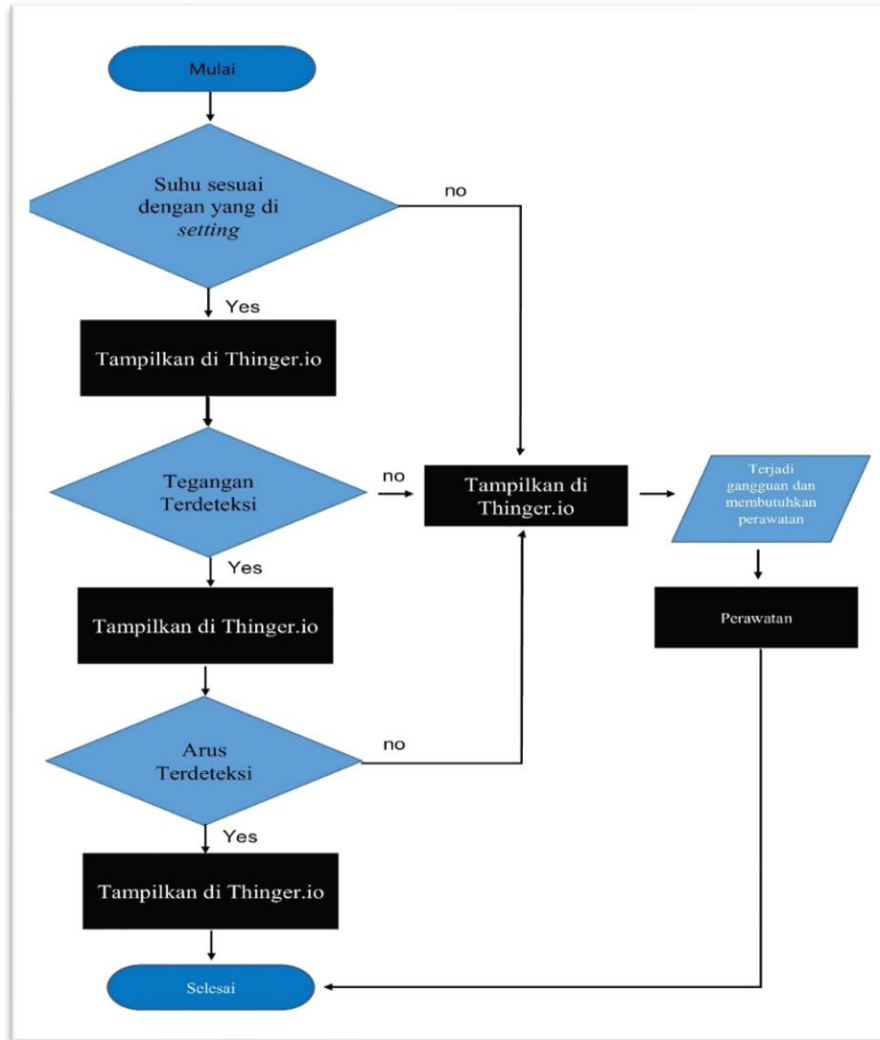 Mulai
Suhu sesuai
dengan yang di
setting
no
Yes
Tampilkan di Thinger.io
Tegangan
Terdeteksi
no
Tampilkan di
Thinger.io
Terjadi
gangguan dan
membutuhkan
perawatan
Yes
Tampilkan di Thinger.io
Perawatan
Arus
Terdeteksi
no
Yes
Tampilkan di Thinger.io
Selesai